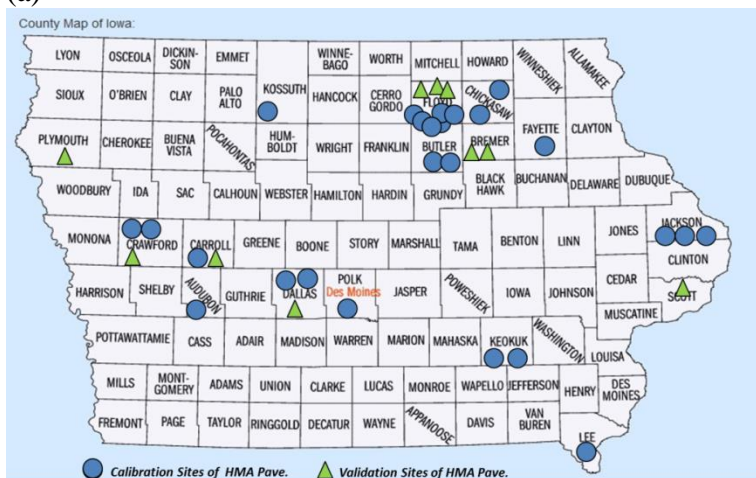 (a)
County Map of Iowa:
LYON OSCEOLA DICKIN- SON EMMET WINNE- BAGO WORTH MITCHELL HOWARD WINNESHIEK ALLAMAKEE
SIOUX O'BRIEN CLAY PALO ALTO KOSSUTH HANCOCK CERRO GORDO FLOYD CHICKASAW
PLYMOUTH CHEROKEE BUENA VISTA POCAHONTAS HUM- BOLDT WRIGHT FRANKLIN BUTLER BREMER FAYETTE CLAYTON
WOODBURY IDA SAC CALHOUN WEBSTER HAMILTON HARDIN GRUNDY BLACK HAWK BUCHANAN DELAWARE DUBUQUE
MONONA CRAWFORD CARROLL GREENE BOONE STORY MARSHALL TAMA BENTON LINN JONES JACKSON
CLINTON
HARRISON SHELBY AUDUBON GUTHRIE DALLAS POLK Des Moines JASPER POWESHIEK IOWA JOHNSON CEDAR SCOTT
MUSCATINE
POTTAWATTAMIE CASS ADAIR MADISON WARREN MARION MAHASKA KEOKUK WASHINGTON LOUISA
MILLS MONT- GOMERY ADAMS UNION CLARKE LUCAS MONROE WAPELLO JEFFERSON HENRY DES MOINES
FREMONT PAGE TAYLOR RINGGOLD DECATUR WAYNE APPANOOSE DAVIS VAN BUREN LEE
Calibration Sites of HMA Pave. Validation Sites of HMA Pave.